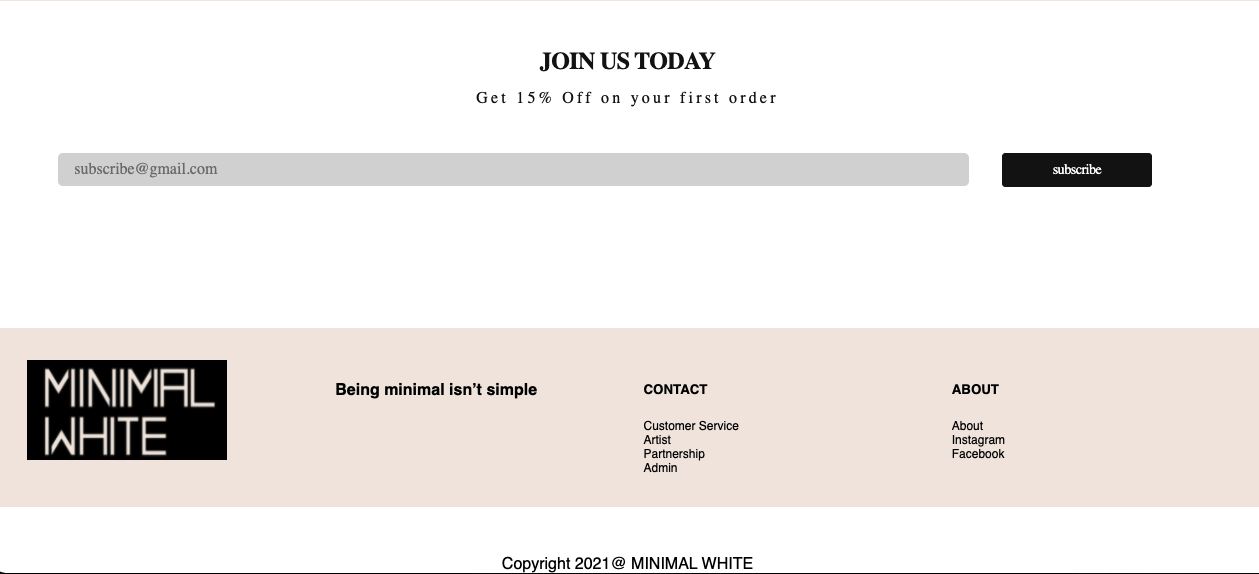 JOIN US TODAY
Get 15% Off on your first order
subscribe@gmail.com
subscribe
MINIMAL
WHITE
Being minimal isn’t simple
CONTACT
Customer Service
Artist
Partnership
Admin
ABOUT
About
Instagram
Facebook
Copyright 2021@ MINIMAL WHITE